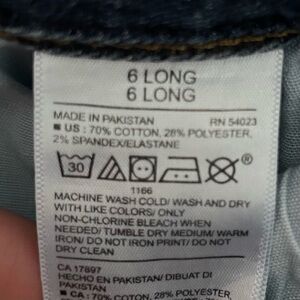 6 LONG
6 LONG
MADE IN PAKISTAN RN 54023
■ US : 70% COTTON, 28% POLYESTER,
2% SPANDEX/ELASTANE
30
®
1166
MACHINE WASH COLD/ WASH AND DRY
WITH LIKE COLORS/ ONLY
NON-CHLORINE BLEACH WHEN
NEEDED/ TUMBLE DRY MEDIUM/ WARM
IRON/ DO NOT IRON PRINT/ DO NOT
DRY CLEAN
CA 17897
HECHO EN PAKISTAN/ DIBUAT DI
PAKISTAN
■ CA : 70% COTON, 28% POLYESTER